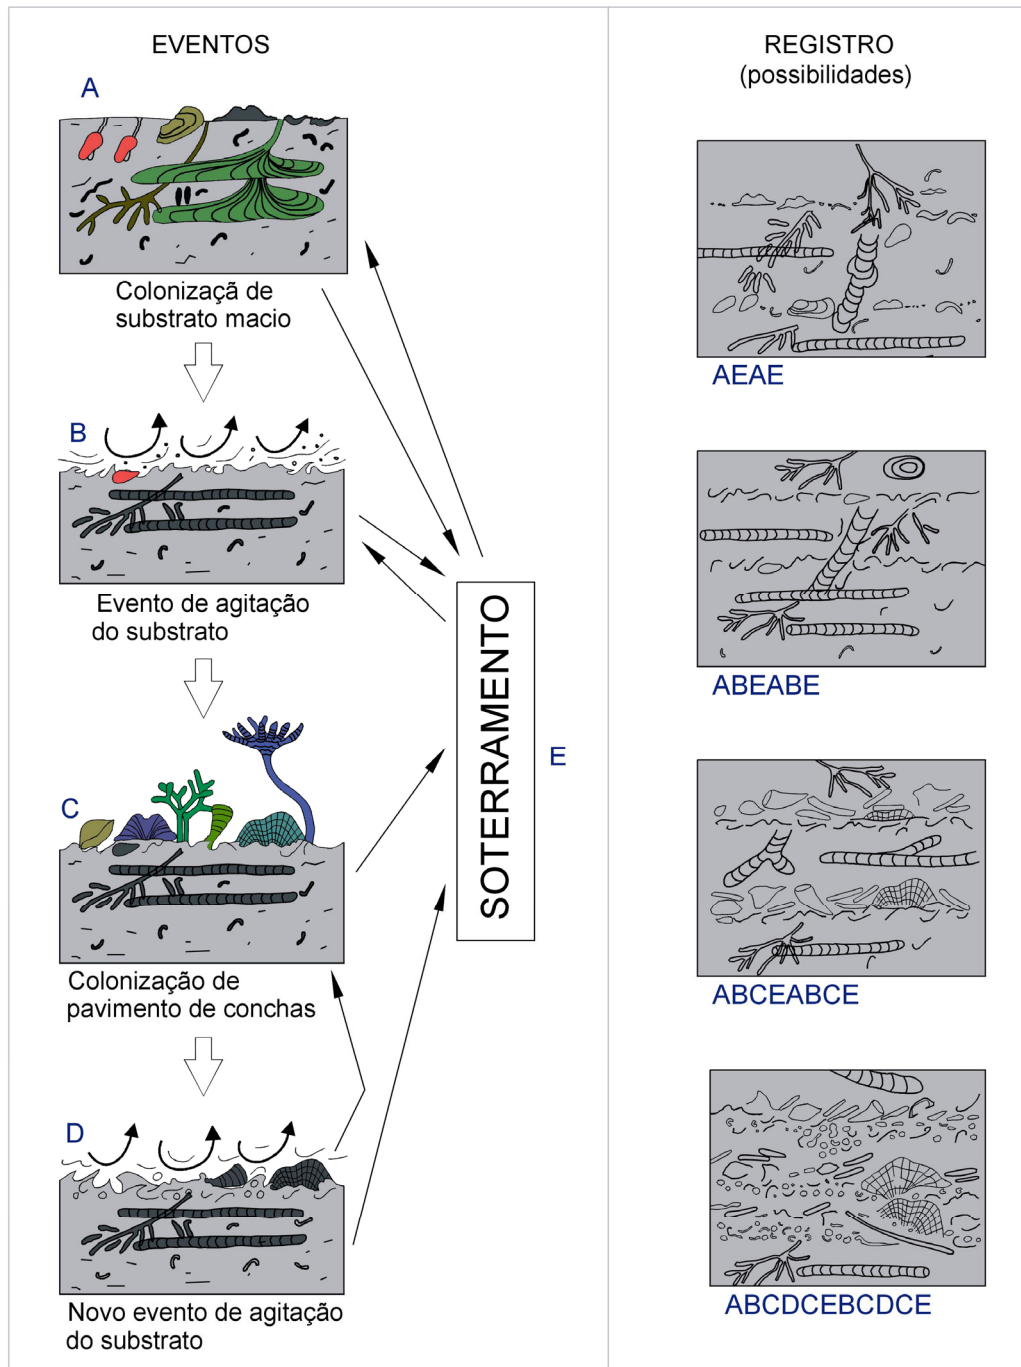 EVENTOS
A
Colonizaçã de
substrato macio
B
Evento de agitação
do substrato
C
Colonização de
pavimento de conchas
D
Novo evento de agitação
do substrato
SOTERRAMENTO
E
REGISTRO
(possibilidades)
AEAE
ABEABE
ABCEABCE
ABCDCEBCDCE